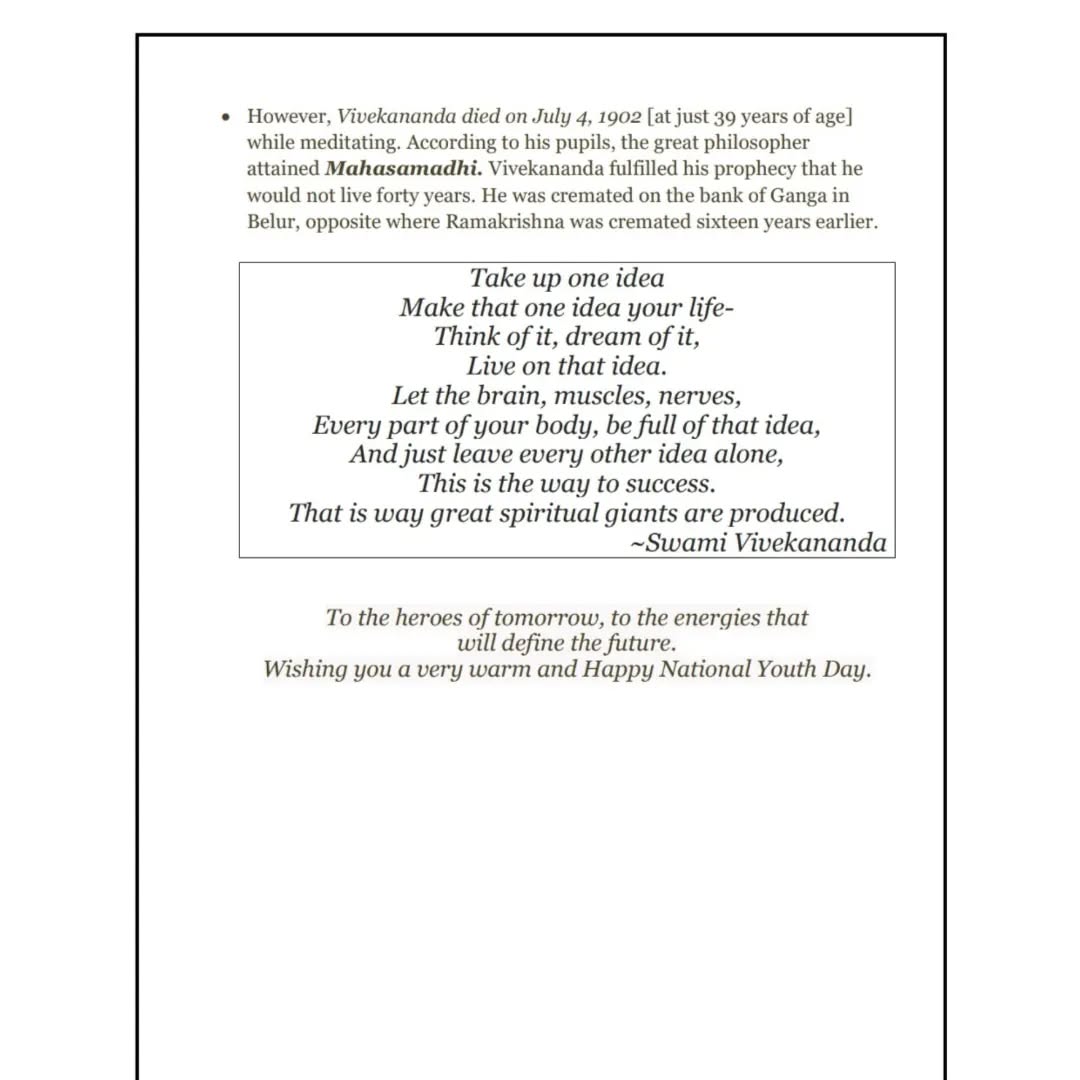 • However, Vivekananda died on July 4, 1902 [at just 39 years of age]
while meditating. According to his pupils, the great philosopher
attained Mahasamadhi. Vivekananda fulfilled his prophecy that he
would not live forty years. He was cremated on the bank of Ganga in
Belur, opposite where Ramakrishna was cremated sixteen years earlier.
Take up one idea
Make that one idea your life-
Think of it, dream of it,
Live on that idea.
Let the brain, muscles, nerves,
Every part of your body, be full of that idea,
And just leave every other idea alone,
This is the way to success.
That is way great spiritual giants are produced.
~Swami Vivekananda
To the heroes of tomorrow, to the energies that
will define the future.
Wishing you a very warm and Happy National Youth Day.